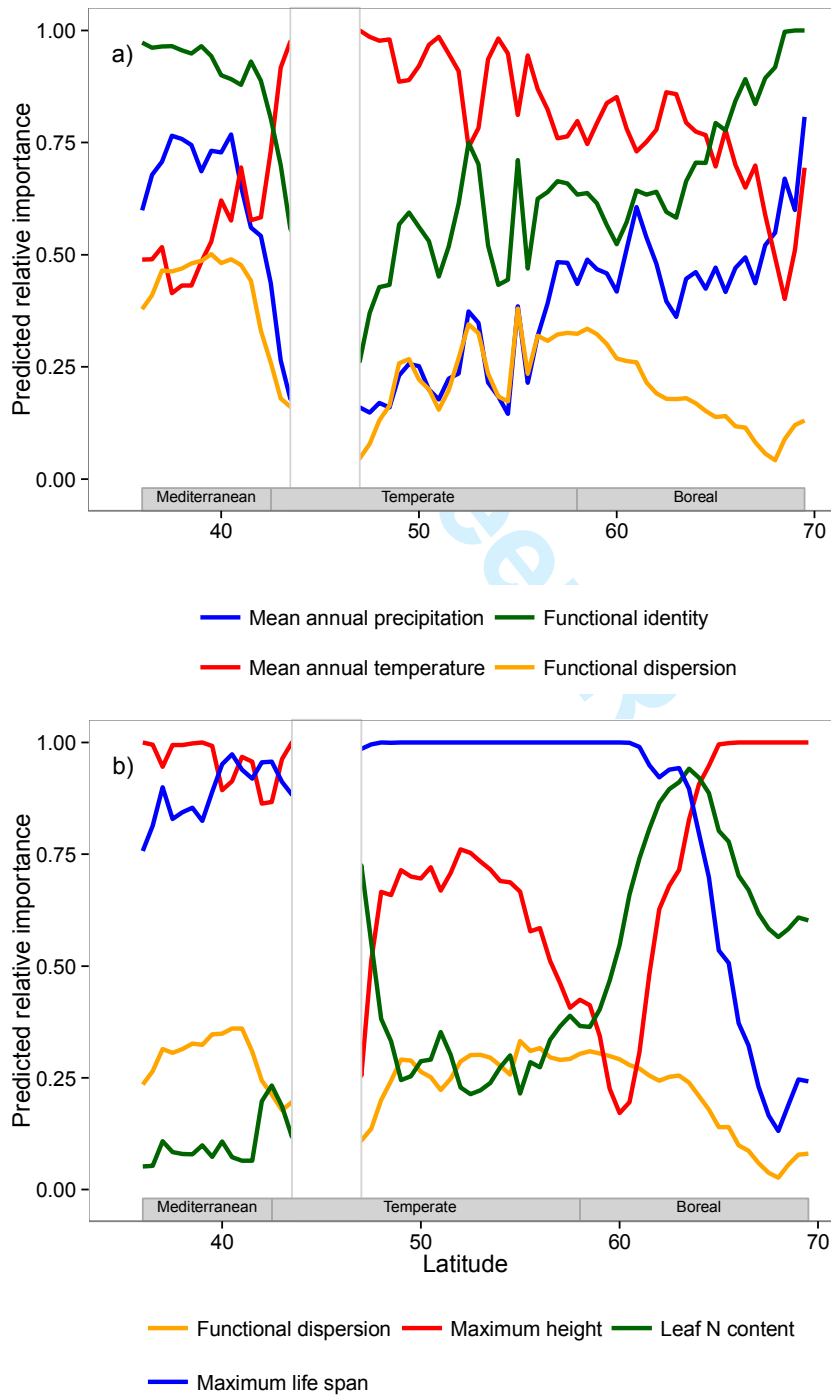 a)
Predicted relative importance
1.00
0.75
0.50
0.25
0.00
Mediterranean Temperate Boreal
40 50 60 70
Mean annual precipitation Functional identity
Mean annual temperature Functional dispersion
b)
Predicted relative importance
1.00
0.75
0.50
0.25
0.00
Mediterranean Temperate Boreal
40 50 60 70
Latitude
Functional dispersion Maximum height Leaf N content
Maximum life span